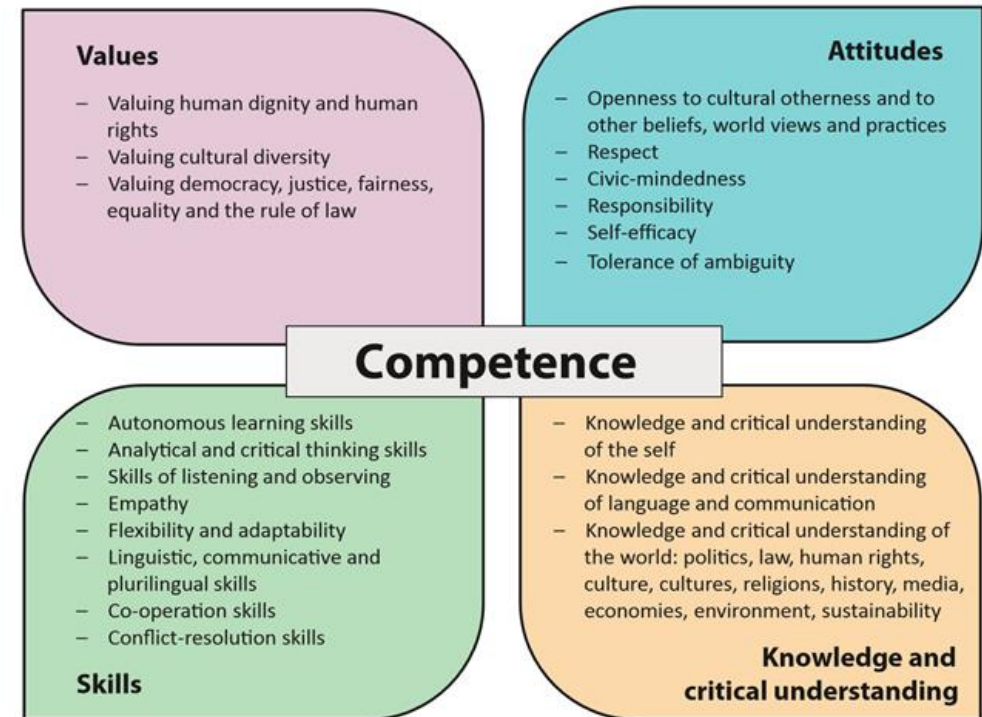 Values
– Valuing human dignity and human
rights
– Valuing cultural diversity
– Valuing democracy, justice, fairness,
equality and the rule of law
Attitudes
– Openness to cultural otherness and to
other beliefs, world views and practices
– Respect
– Civic-mindedness
– Responsibility
– Self-efficacy
– Tolerance of ambiguity
Competence
– Autonomous learning skills
– Analytical and critical thinking skills
– Skills of listening and observing
– Empathy
– Flexibility and adaptability
– Linguistic, communicative and
plurilingual skills
– Co-operation skills
– Conflict-resolution skills
Skills
– Knowledge and critical understanding
of the self
– Knowledge and critical understanding
of language and communication
– Knowledge and critical understanding of
the world: politics, law, human rights,
culture, cultures, religions, history, media,
economies, environment, sustainability
Knowledge and
critical understanding